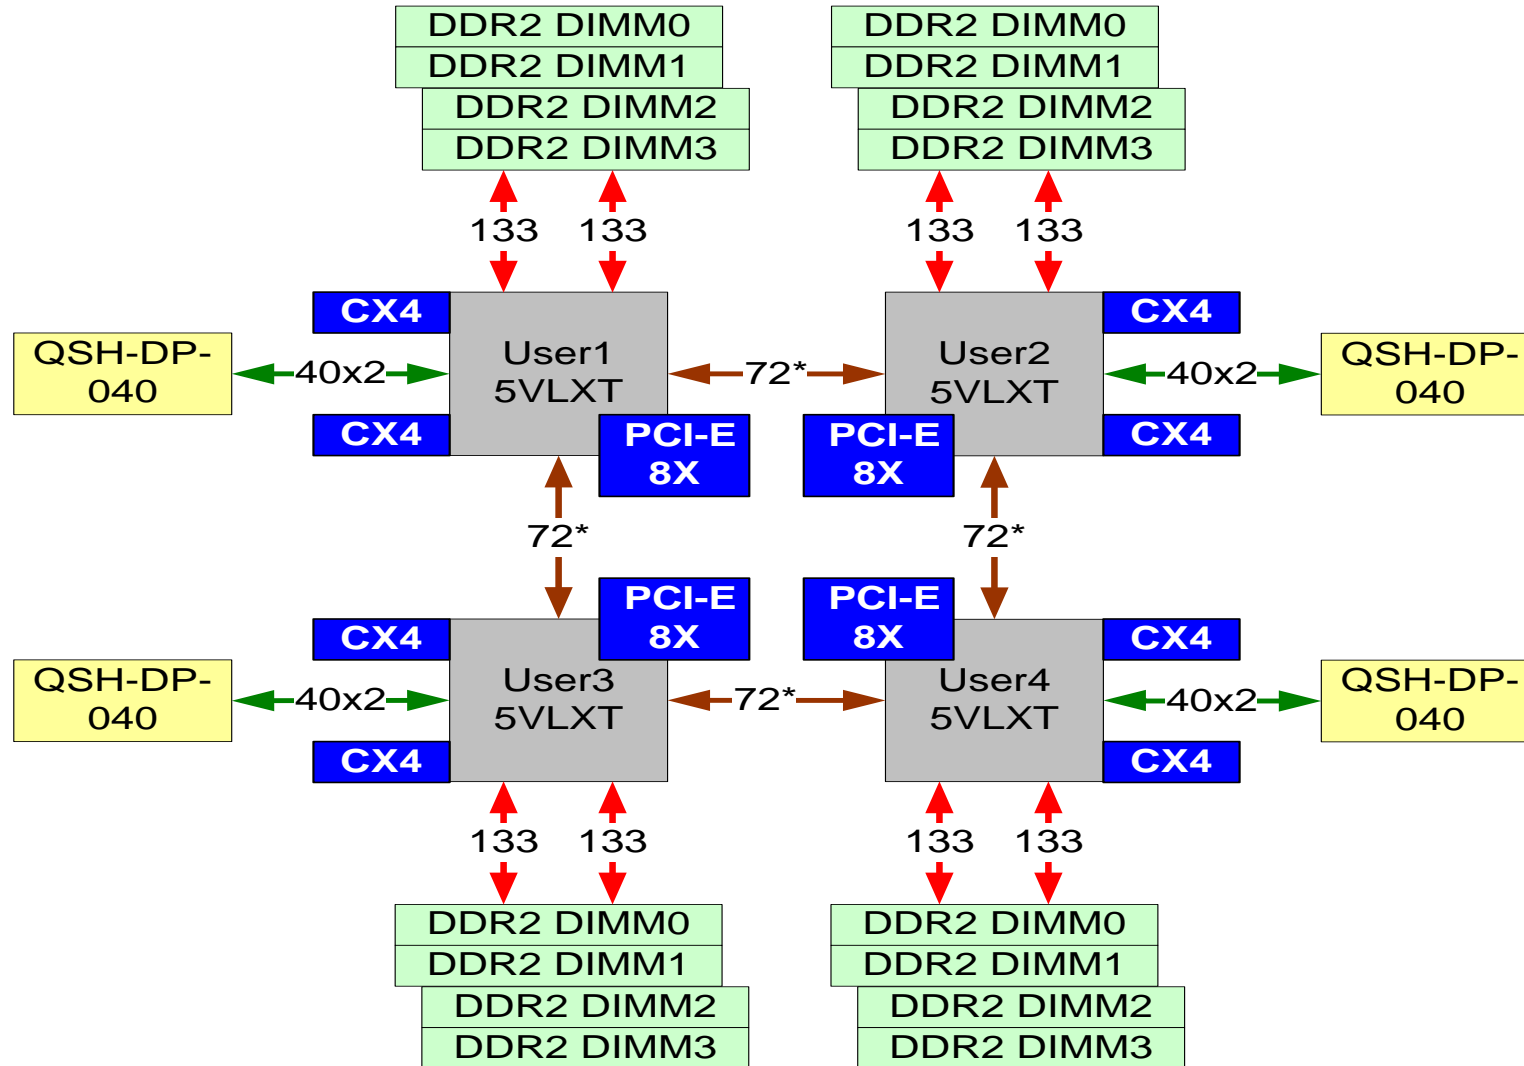 DDR2 DIMM0
DDR2 DIMM1
DDR2 DIMM2
DDR2 DIMM3
DDR2 DIMM0
DDR2 DIMM1
DDR2 DIMM2
DDR2 DIMM3
133
133
133
133
CX4
QSH-DP-
040
40x2
CX4
User1
5VLXT
PCI-E
8X
72*
User2
5VLXT
PCI-E
8X
CX4
40x2
CX4
QSH-DP-
040
72*
72*
CX4
QSH-DP-
040
40x2
CX4
PCI-E
8X
User3
5VLXT
72*
PCI-E
8X
User4
5VLXT
CX4
40x2
CX4
QSH-DP-
040
133
133
133
133
DDR2 DIMM0
DDR2 DIMM1
DDR2 DIMM2
DDR2 DIMM3
DDR2 DIMM0
DDR2 DIMM1
DDR2 DIMM2
DDR2 DIMM3